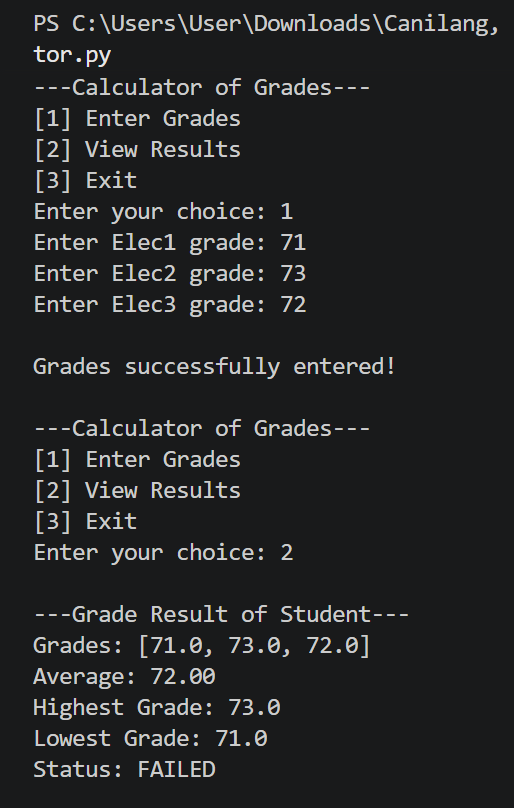 PS C:\Users\User\Downloads\Canilang,
tor.py
---Calculator of Grades---
[1] Enter Grades
[2] View Results
[3] Exit
Enter your choice: 1
Enter Elec1 grade: 71
Enter Elec2 grade: 73
Enter Elec3 grade: 72
Grades successfully entered!
---Calculator of Grades---
[1] Enter Grades
[2] View Results
[3] Exit
Enter your choice: 2
---Grade Result of Student---
Grades: [71.0, 73.0, 72.0]
Average: 72.00
Highest Grade: 73.0
Lowest Grade: 71.0
Status: FAILED